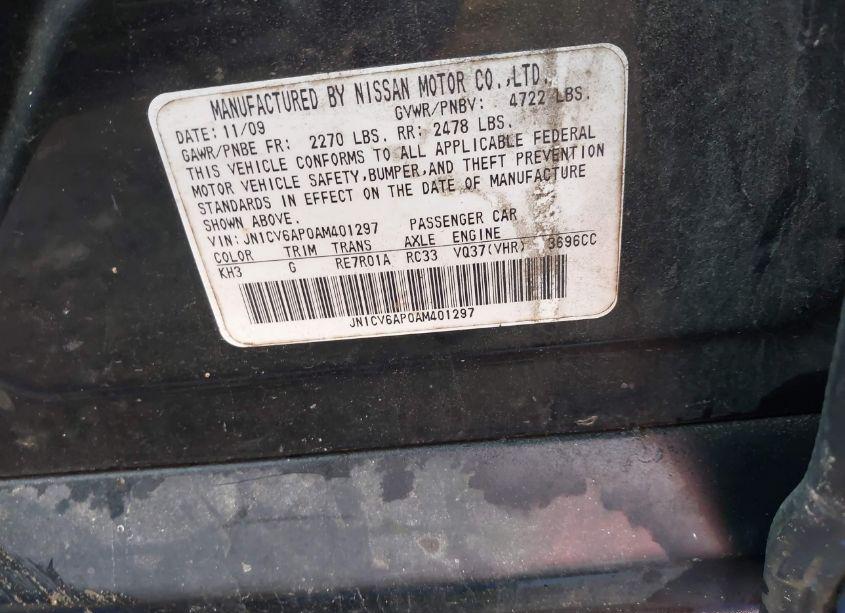 MANUFACTURED BY NISSAN MOTOR CO.,LTD.
DATE: 11/09 GVWR/PNBV: 4722 LBS.
GAWR/PNBE FR: 2270 LBS. RR: 2478 LBS.
THIS VEHICLE CONFORMS TO ALL APPLICABLE FEDERAL
MOTOR VEHICLE SAFETY,BUMPER,AND THEFT PREVENTION
STANDARDS IN EFFECT ON THE DATE OF MANUFACTURE
SHOWN ABOVE.
VIN: JN1CV6AP0AM401297 PASSENGER CAR
COLOR TRIM TRANS AXLE ENGINE
KH3 G RE7R01A RC33 VQ37(VHR) 3696CC
JN1CV6AP0AM401297